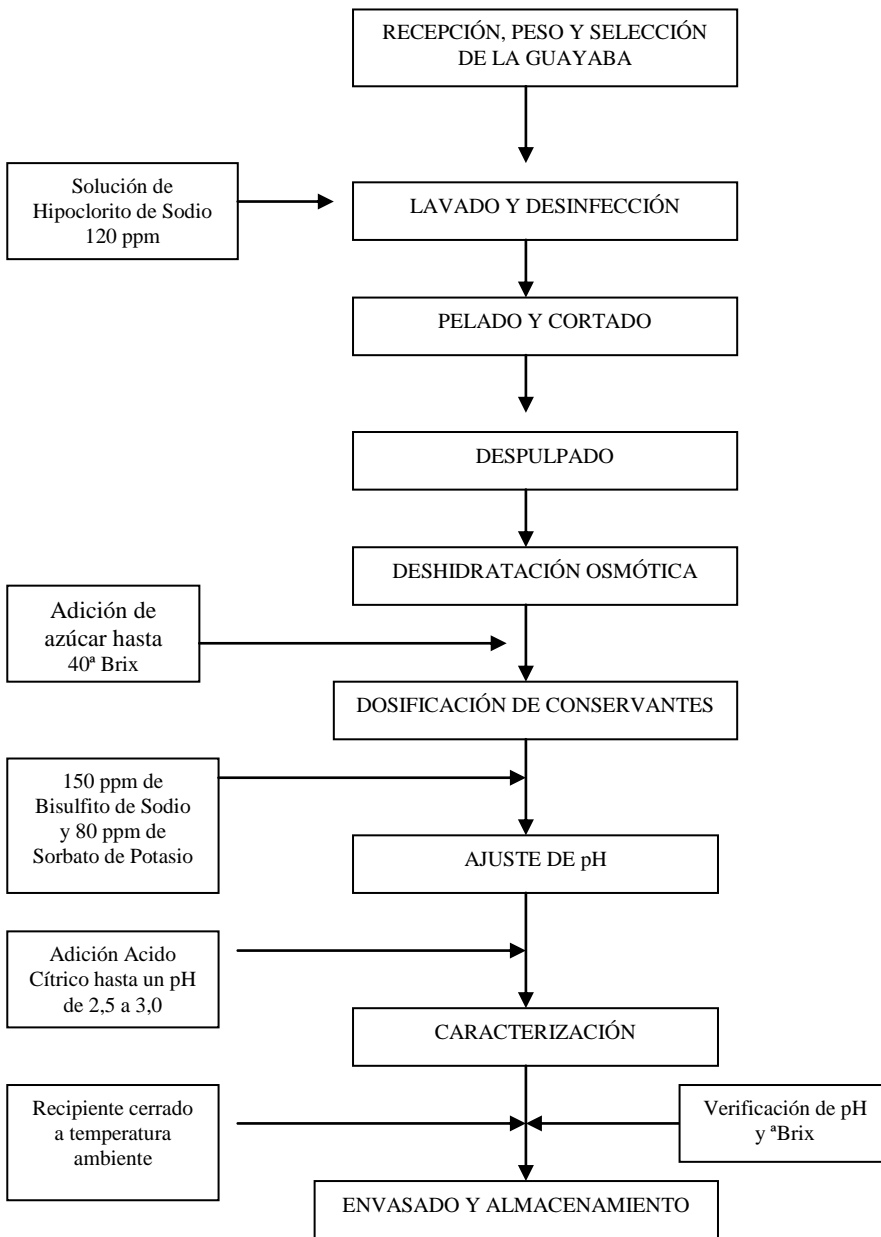 RECEPCIÓN, PESO Y SELECCIÓN
DE LA GUAYABA
Solución de
Hipoclorito de Sodio
120 ppm
LAVADO Y DESINFECCIÓN
PELADO Y CORTADO
DESPULPADO
DESHIDRATACIÓN OSMÓTICA
Adición de
azúcar hasta
40ª Brix
DOSIFICACIÓN DE CONSERVANTES
150 ppm de
Bisulfito de Sodio
y 80 ppm de
Sorbato de Potasio
AJUSTE DE pH
Adición Acido
Cítrico hasta un pH
de 2,5 a 3,0
CARACTERIZACIÓN
Recipiente cerrado
a temperatura
ambiente
Verificación de pH
y ªBrix
ENVASADO Y ALMACENAMIENTO